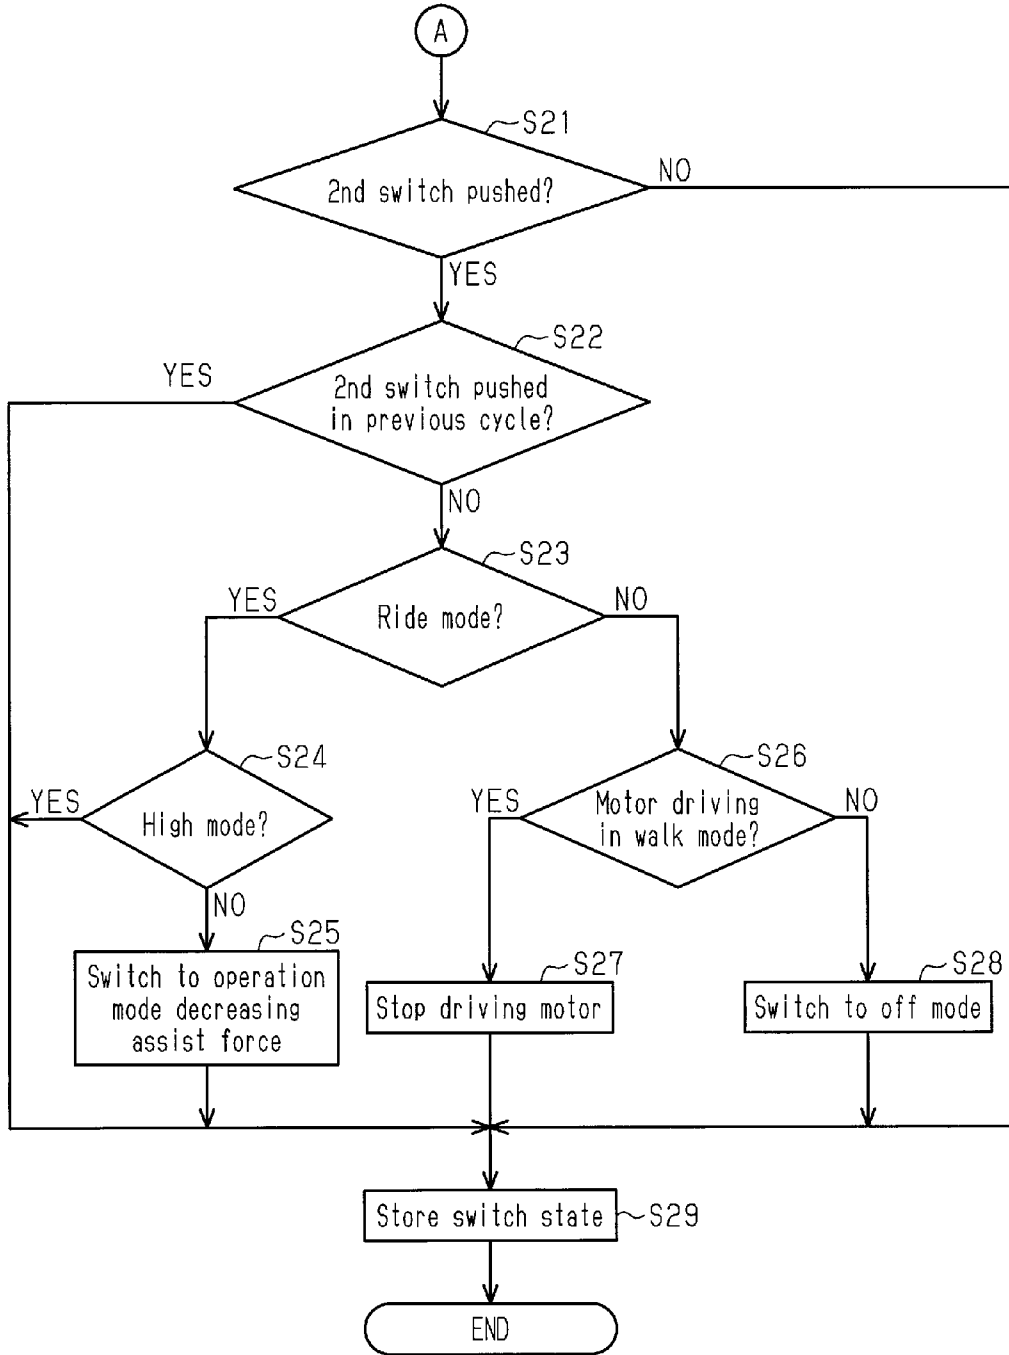 A
S21
2nd switch pushed?
NO
YES
S22
YES
2nd switch pushed
in previous cycle?
NO
S23
YES
Ride mode?
NO
S24
YES
High mode?
NO
S26
YES
Motor driving
in walk mode?
NO
S25
Switch to operation
mode decreasing
assist force
S27
Stop driving motor
S28
Switch to off mode
Store switch state
S29
END